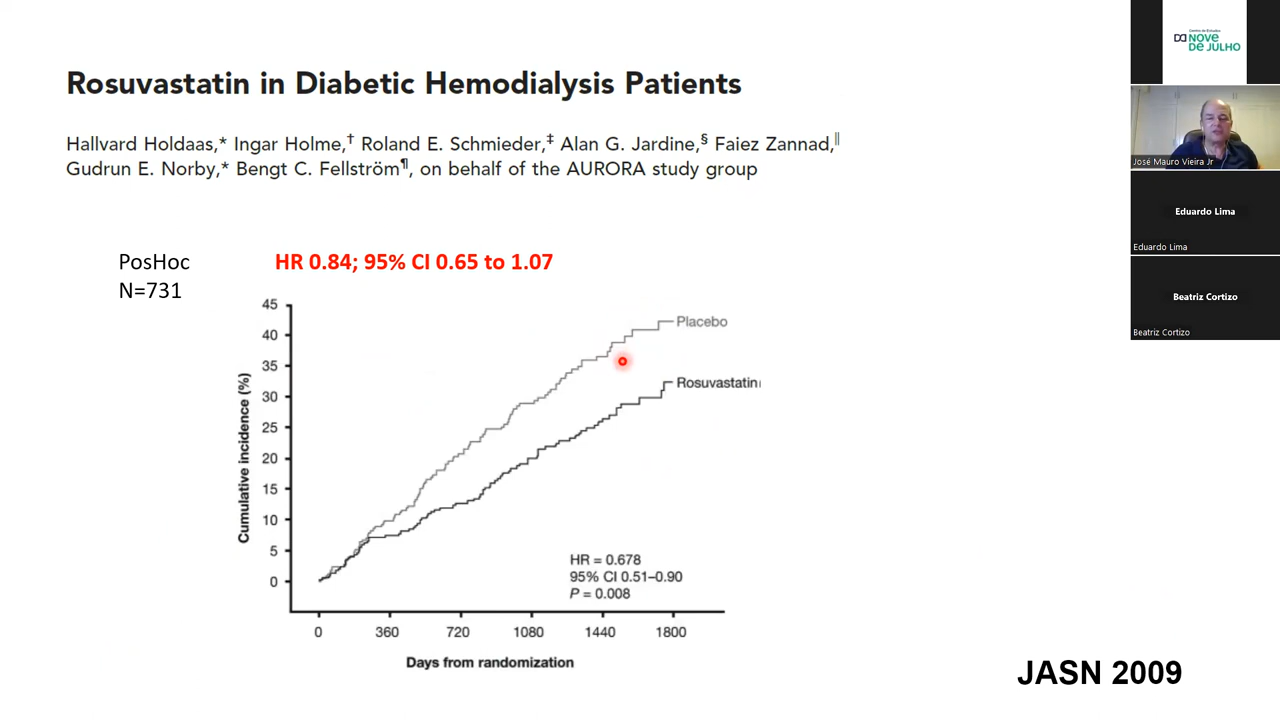 Rosuvastatin in Diabetic Hemodialysis Patients
Hallvard Holdaas,* Ingar Holme,† Roland E. Schmieder,‡ Alan G. Jardine,§ Faiez Zannad,‖
Gudrun E. Norby,* Bengt C. Fellström¶, on behalf of the AURORA study group
PosHoc
N=731
HR 0.84; 95% CI 0.65 to 1.07
45
40
35
30
25
20
15
10
5
0
Cumulative incidence (%)
Placebo
Rosuvastatin
HR = 0.678
95% CI 0.51–0.90
P = 0.008
0 360 720 1080 1440 1800
Days from randomization
JASN 2009
Centro de Estudos
NOVE
DE JULHO
José Mauro Vieira Jr
Eduardo Lima
Eduardo Lima
Beatriz Cortizo
Beatriz Cortizo